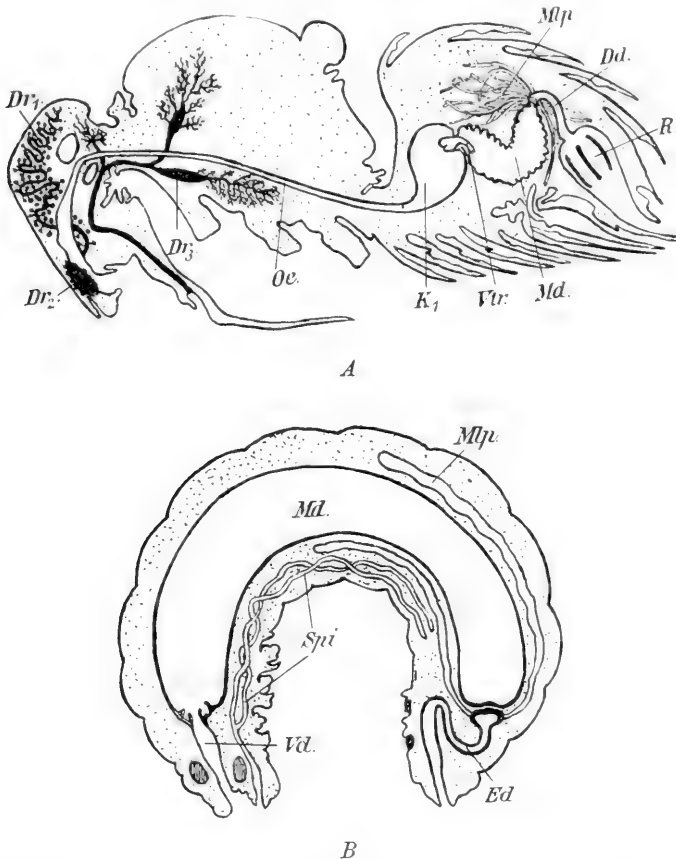 Mlp
Dd.
Dr1
R
Dr3
Oe.
K1
Vtr.
Md.
Dr2
A
Mlp.
Md.
Spi
Vd.
Ed
B